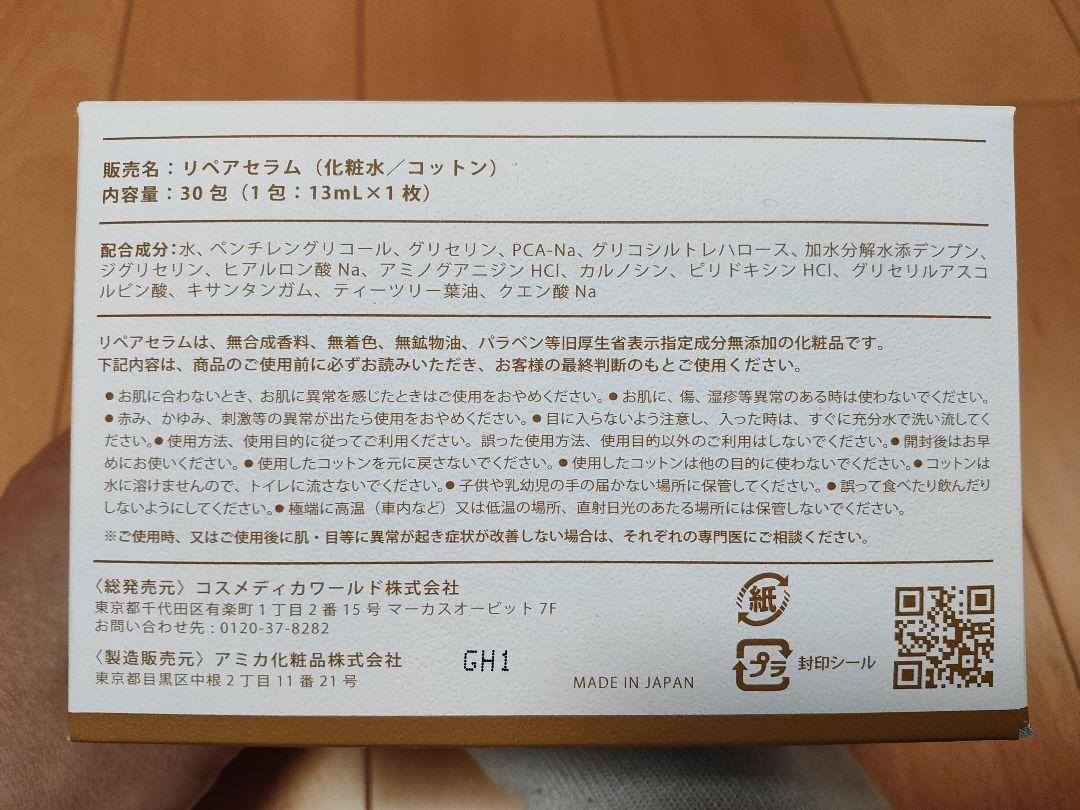 販売名：リペアセラム（化粧水／コットン）
内容量：30 包（1 包：13mL×1 枚）
配合成分：水、ペンチレングリコール、グリセリン、PCA-Na、グリコシルトレハロース、加水分解水添デンプン、
ジグリセリン、ヒアルロン酸 Na、アミノグアニジン HCl、カルノシン、ピリドキシン HCl、グリセリルアスコ
ルビン酸、キサンタンガム、ティーツリー葉油、クエン酸 Na
リペアセラムは、無合成香料、無着色、無鉱物油、パラベン等旧厚生省表示指定成分無添加の化粧品です。
下記内容は、商品のご使用前に必ずお読みいただき、お客様の最終判断のもとご使用ください。
●お肌に合わないとき、お肌に異常を感じたときはご使用をおやめください。●お肌に、傷、湿疹等異常のある時は使わないでください。
●赤み、かゆみ、刺激等の異常が出たら使用をおやめください。●目に入らないよう注意し、入った時は、すぐに充分水で洗い流してく
ださい。●使用方法、使用目的に従ってご利用ください。誤った使用方法、使用目的以外のご利用はしないでください。●開封後はお早
めにお使いください。●使用したコットンを元に戻さないでください。●使用したコットンは他の目的に使わないでください。●コットンは
水に溶けませんので、トイレに流さないでください。●子供や乳幼児の手の届かない場所に保管してください。●誤って食べたり飲んだり
しないようにしてください。●極端に高温（車内など）又は低温の場所、直射日光のあたる場所には保管しないでください。
※ご使用時、又はご使用後に肌・目等に異常が起き症状が改善しない場合は、それぞれの専門医にご相談ください。
〈総発売元〉コスメディカワールド株式会社
東京都千代田区有楽町 1 丁目 2 番 15 号 マーカスオービット 7F
お問い合わせ先：0120-37-8282
〈製造販売元〉アミカ化粧品株式会社
東京都目黒区中根 2 丁目 11 番 21 号
GH1
MADE IN JAPAN
紙
プラ 封印シール